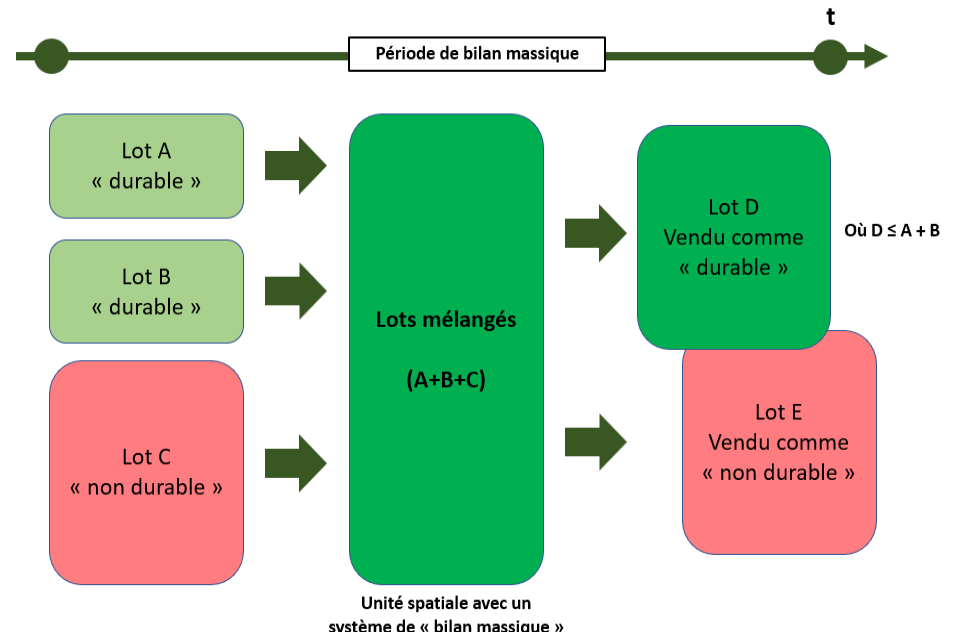 t
Période de bilan massique
Lot A
« durable »
Lot B
« durable »
Lot C
« non durable »
Lots mélangés
(A+B+C)
Unité spatiale avec un
système de « bilan massique »
Lot D
Vendu comme
« durable »
Où D ≤ A + B
Lot E
Vendu comme
« non durable »